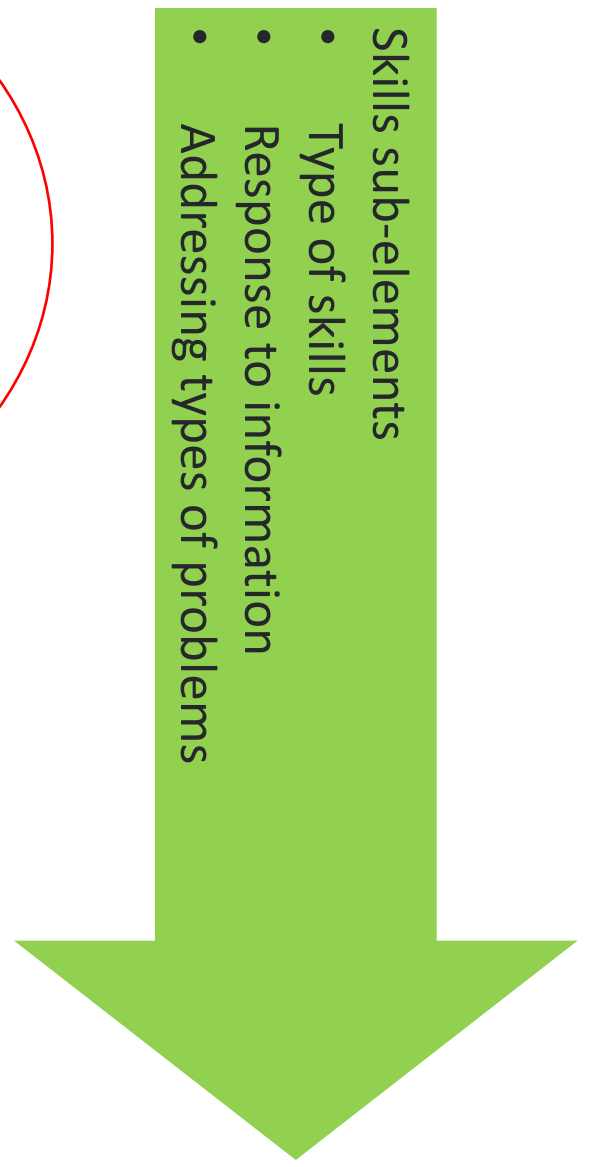 Skills sub-elements
• Type of skills
• Response to information
• Addressing types of problems